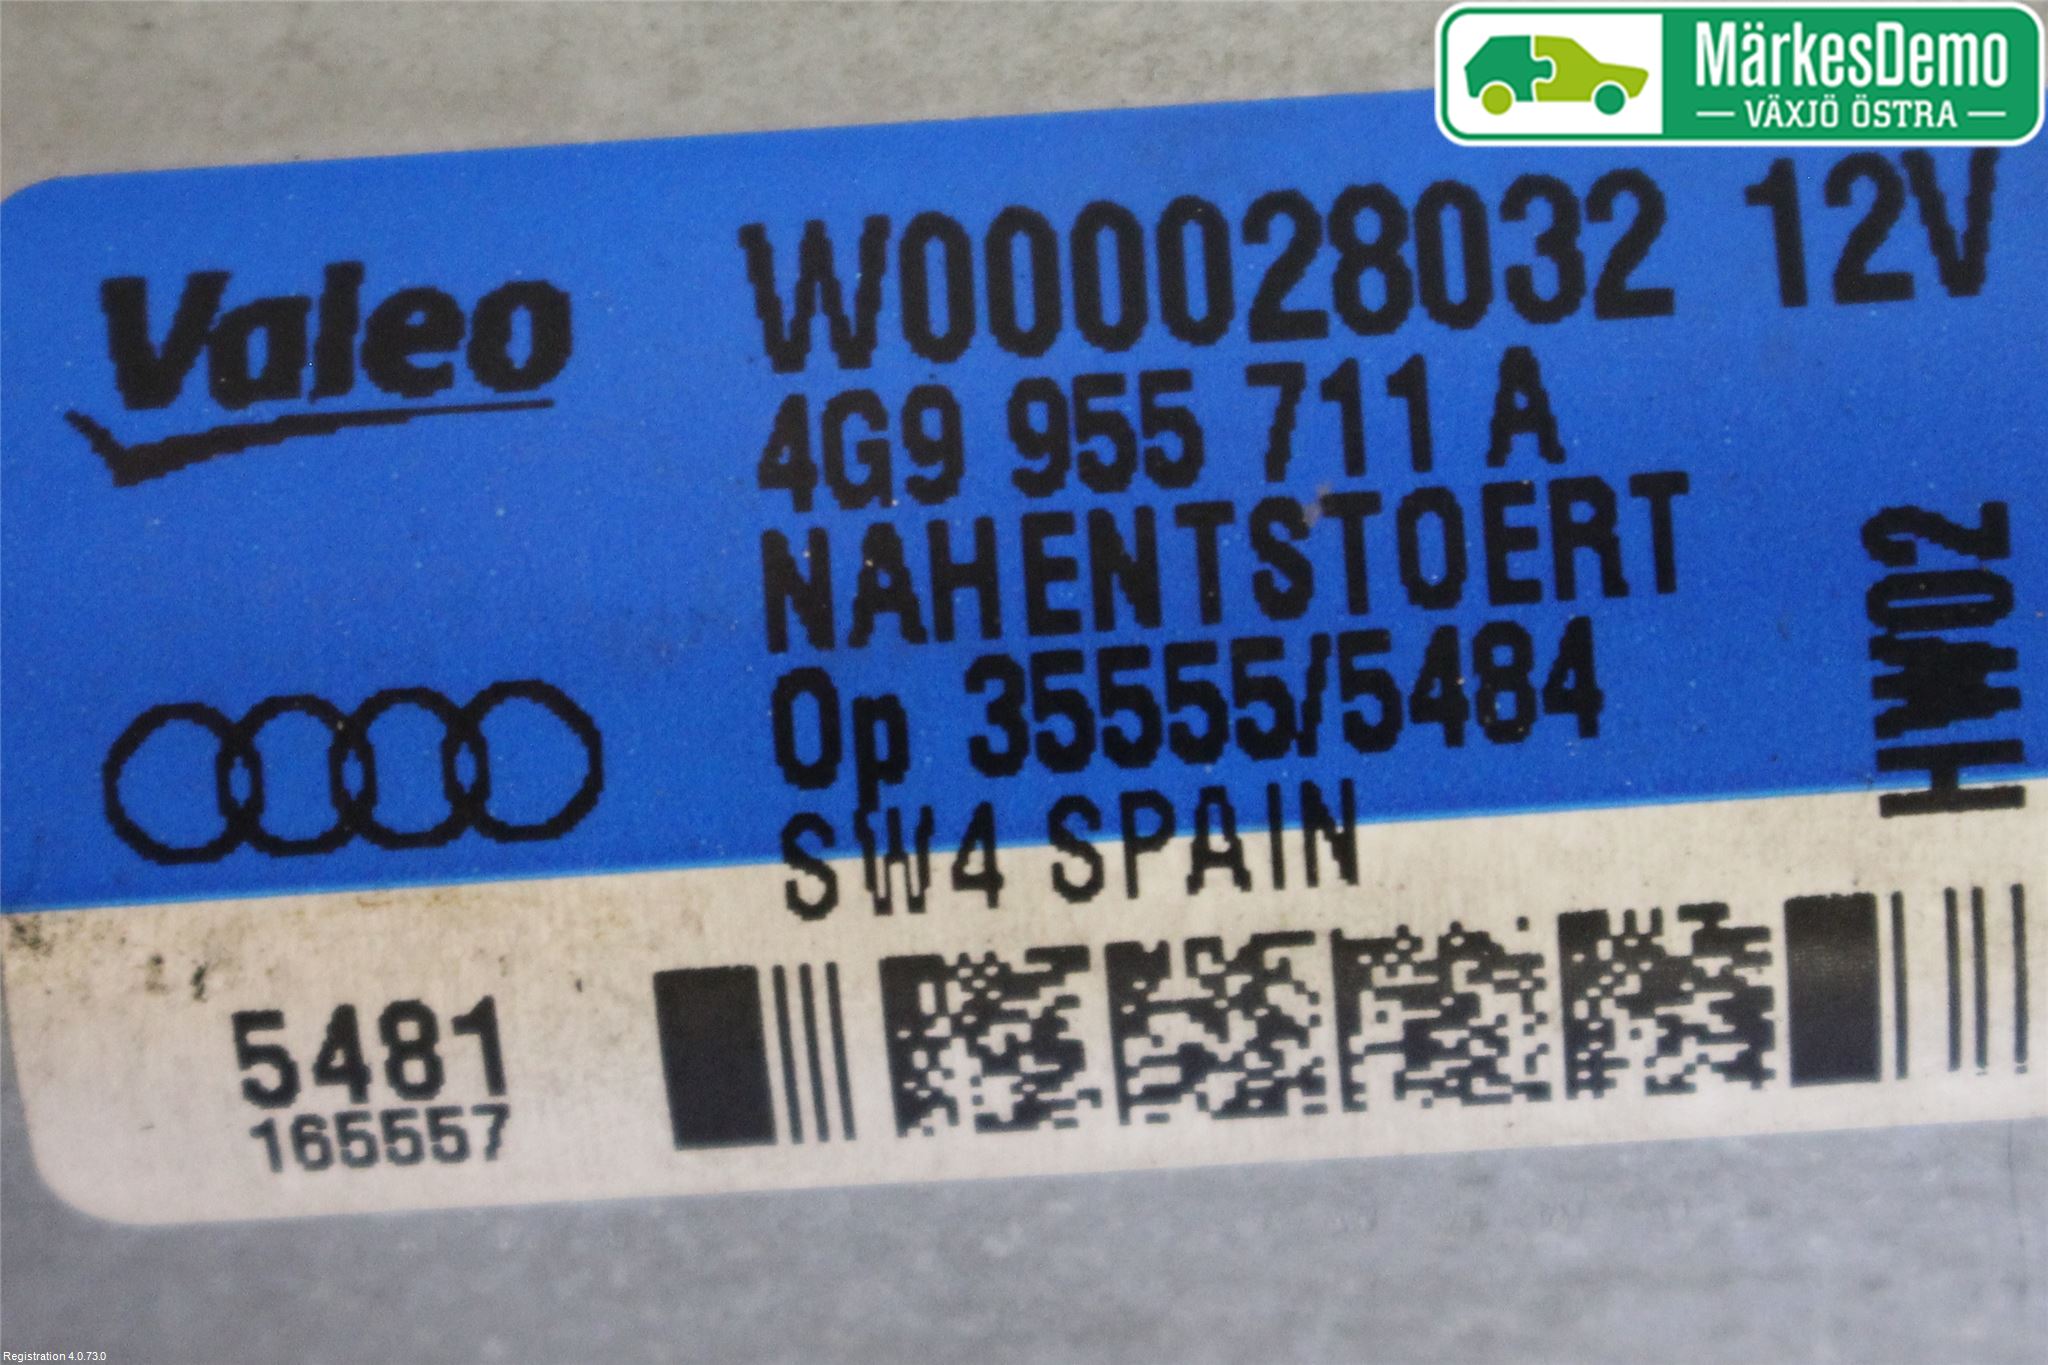 MärkesDemo
VÄXJÖ ÖSTRA
Valeo
W000028032 12V
4G9 955 711 A
NAHENTSTOERT
Op 35555/5484
SW4 SPAIN
HW02
5481
165557
Registration 4.0.73.0